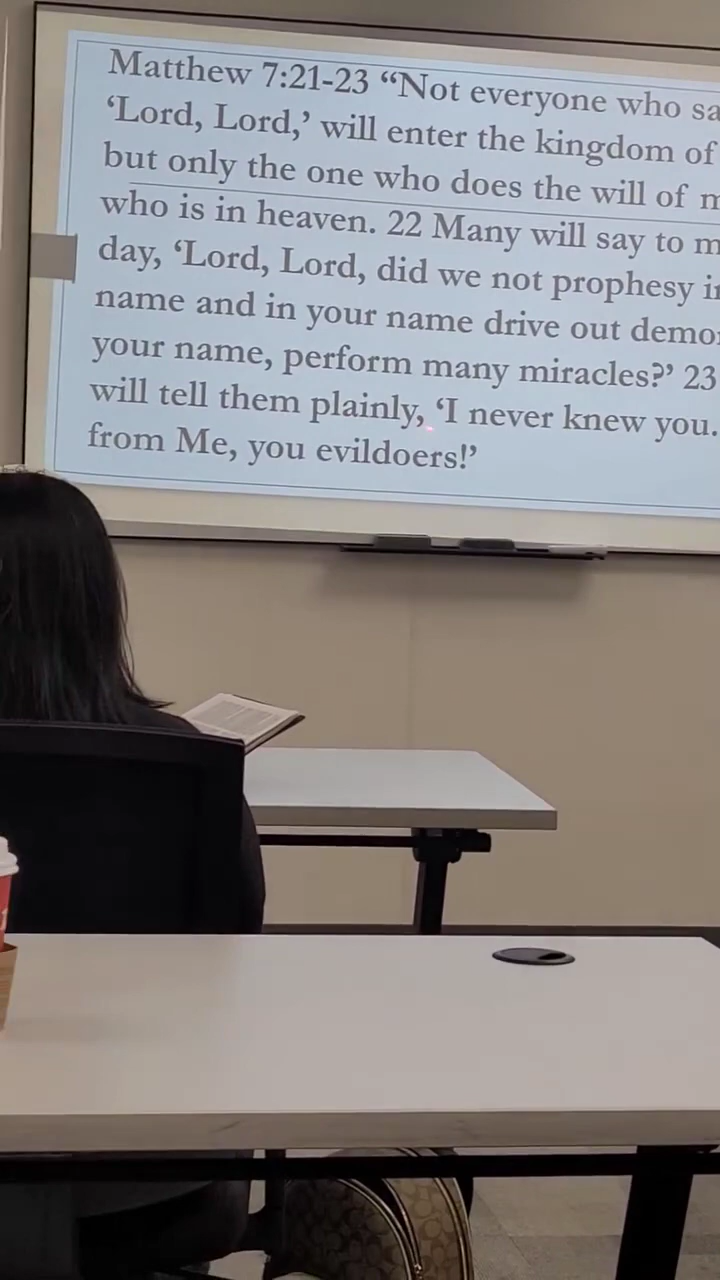 Matthew 7:21-23 “Not everyone who sa
‘Lord, Lord,’ will enter the kingdom of
but only the one who does the will of m
who is in heaven. 22 Many will say to m
day, ‘Lord, Lord, did we not prophesy in
name and in your name drive out demo
your name, perform many miracles?’ 23
will tell them plainly, ‘I never knew you.
from Me, you evildoers!’